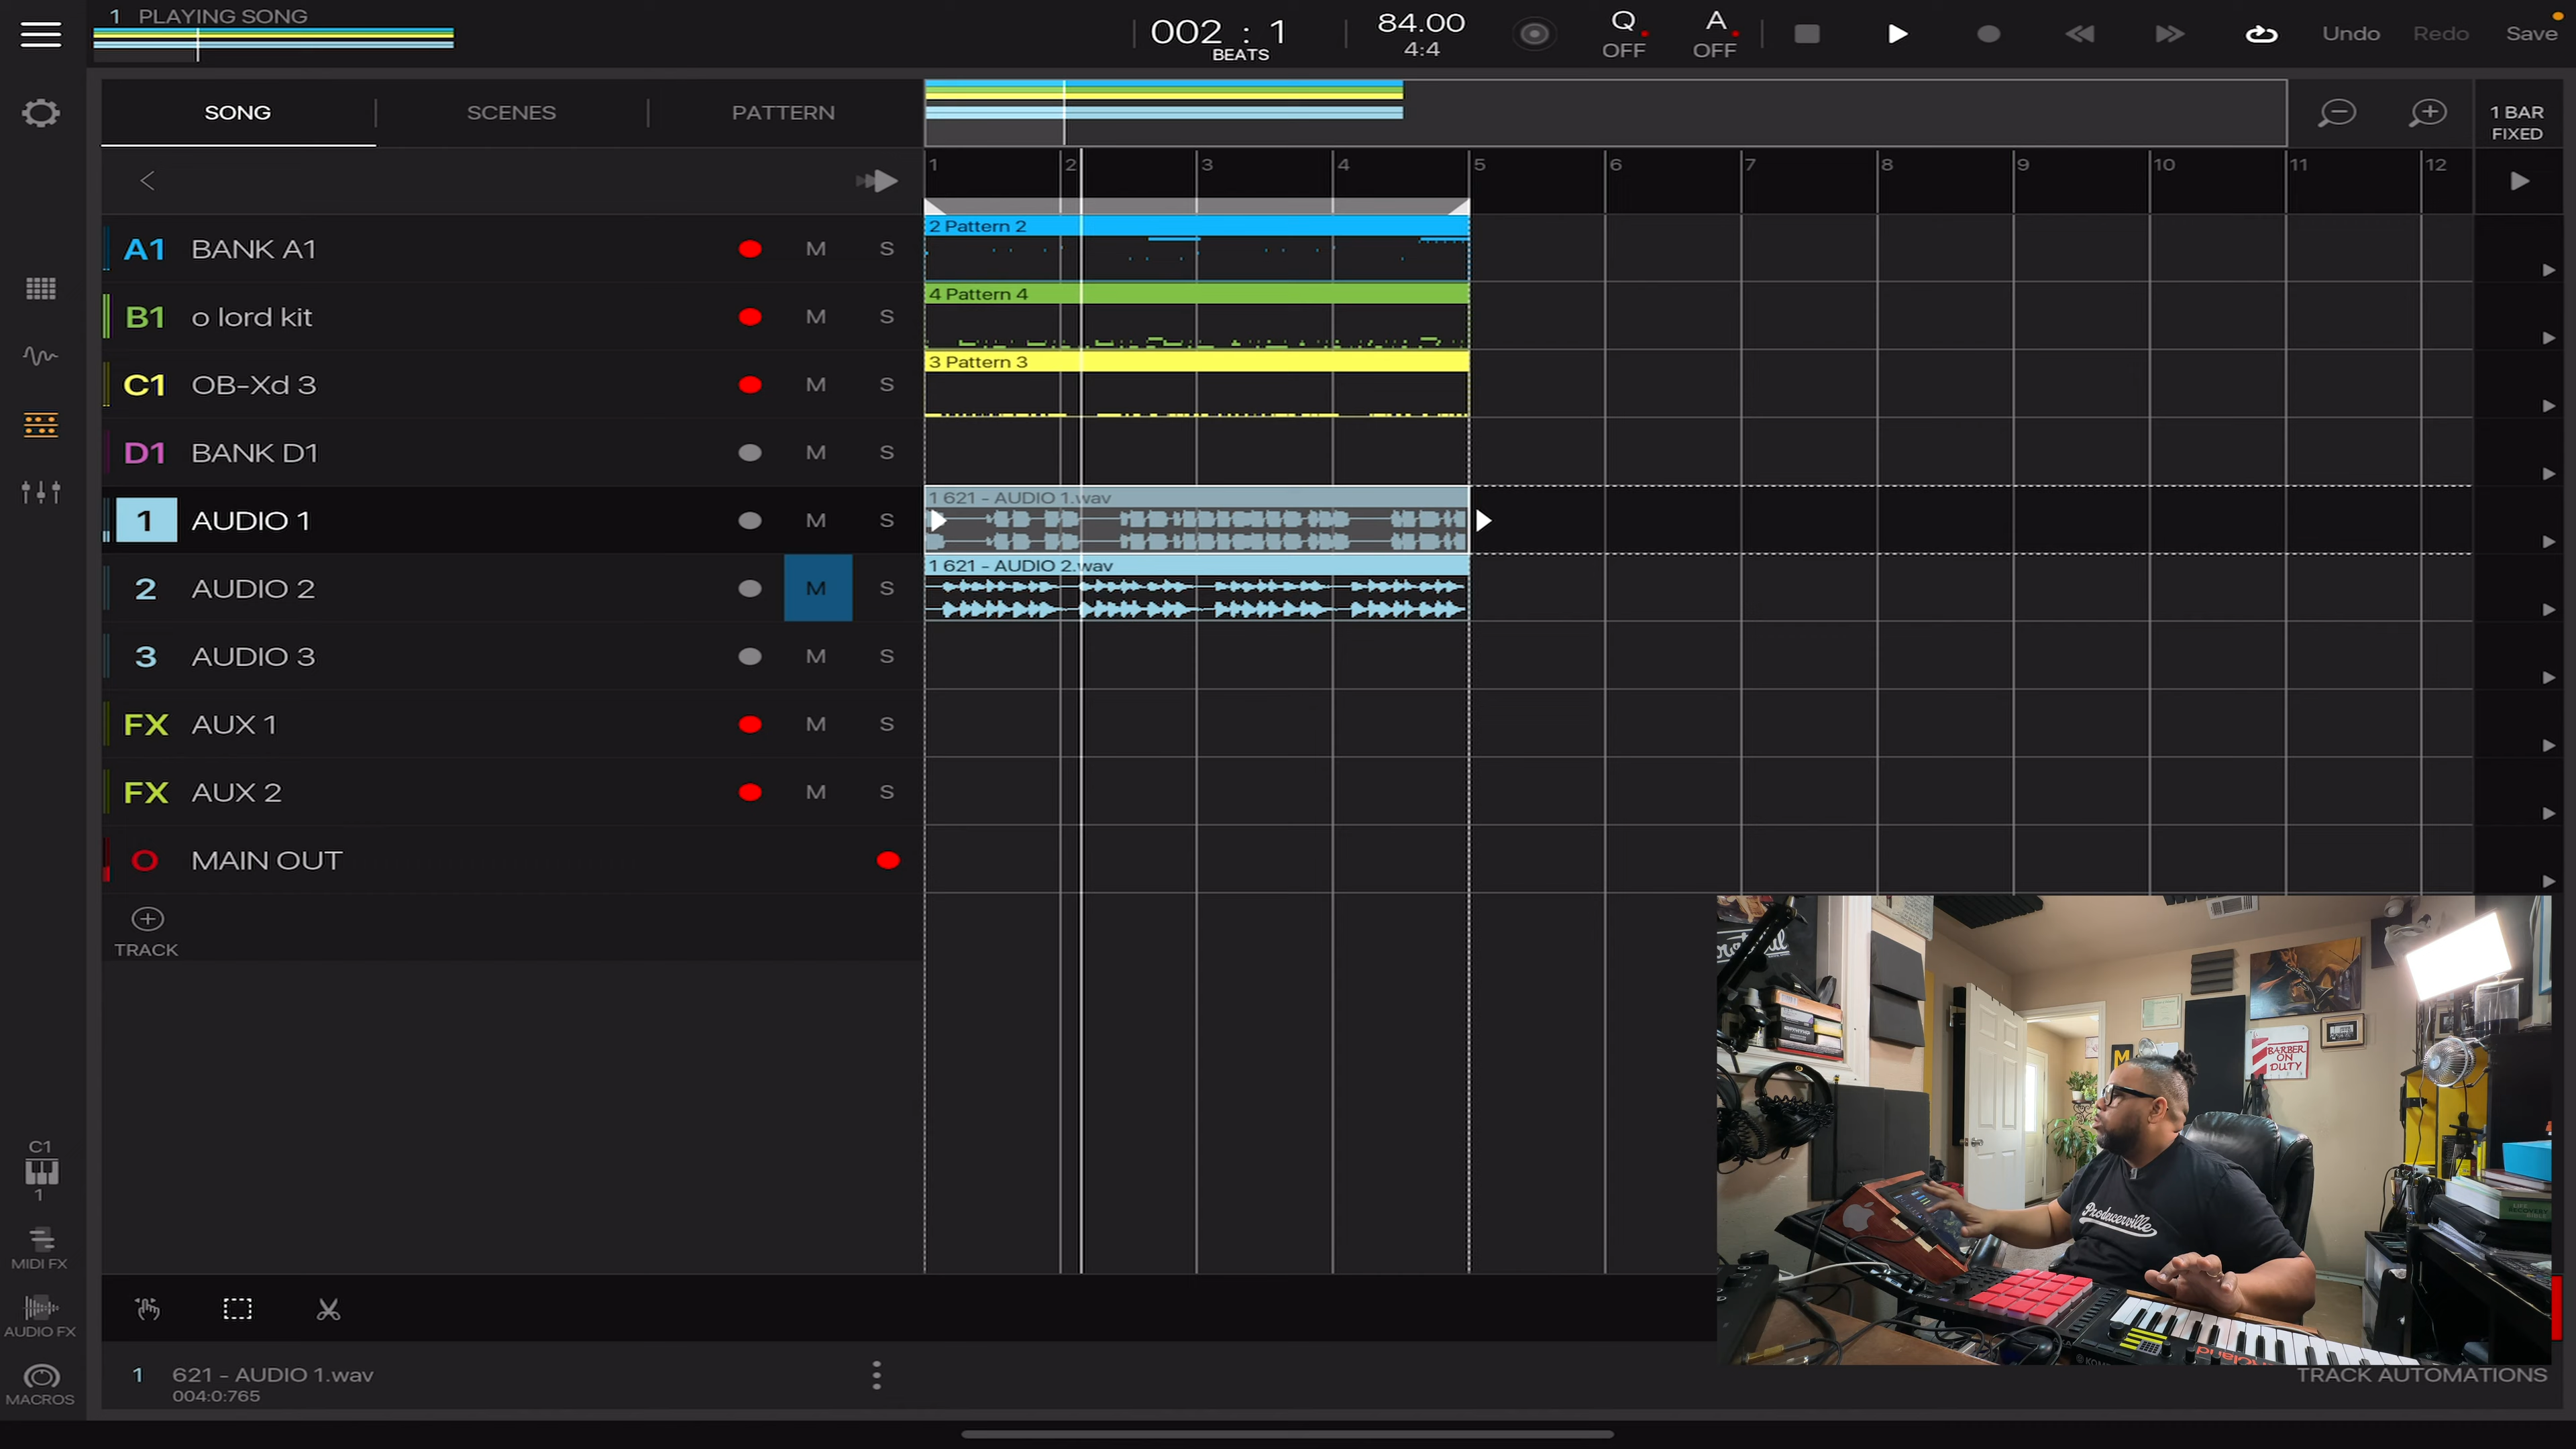 1 PLAYING SONG
002 : 1
BEATS
84.00
4:4
Q
OFF
A
OFF
Undo
Redo
Save
SONG
SCENES
PATTERN
1 BAR
FIXED
1 2 3 4 5 6 7 8 9 10 11 12
A1 BANK A1 M S
2 Pattern 2
B1 o lord kit M S
4 Pattern 4
C1 OB-Xd 3 M S
3 Pattern 3
D1 BANK D1 M S
1 AUDIO 1 M S
1 621 - AUDIO 1.wav
2 AUDIO 2 M S
1 621 - AUDIO 2.wav
3 AUDIO 3 M S
FX AUX 1 M S
FX AUX 2 M S
O MAIN OUT
TRACK
C1
1
MIDI FX
AUDIO FX
MACROS
BARBER
ON
DUTY
Producerville
Roland
1 621 - AUDIO 1.wav
004:0:765
TRACK AUTOMATIONS